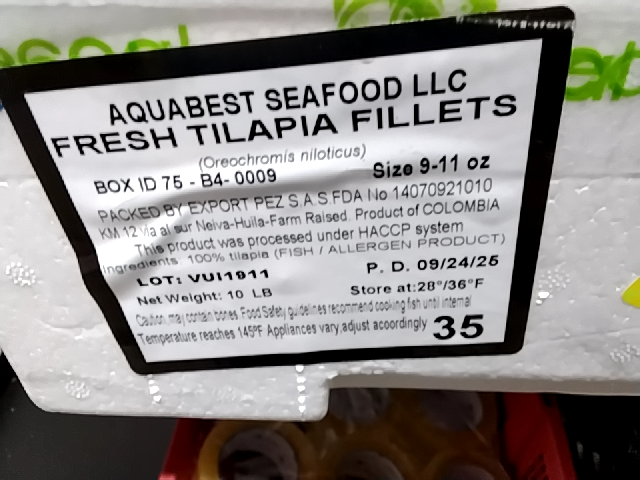 AQUABEST SEAFOOD LLC
FRESH TILAPIA FILLETS
(Oreochromis niloticus)
BOX ID 75 - B4- 0009 Size 9-11 oz
PACKED BY EXPORT PEZ S.A.S.FDA No 14070921010
KM 12 Via al sur Neiva-Huila-Farm Raised. Product of COLOMBIA
This product was processed under HACCP system
Ingredients: 100% tilapia (FISH / ALLERGEN PRODUCT)
LOT: VUI1911 P. D. 09/24/25
Net Weight: 10 LB Store at:28°/36°F
Caution, may contain bones. Food Safety guidelines recommend cooking fish until internal
Temperature reaches 145ºF Appliances vary,adjust acoordingly 35